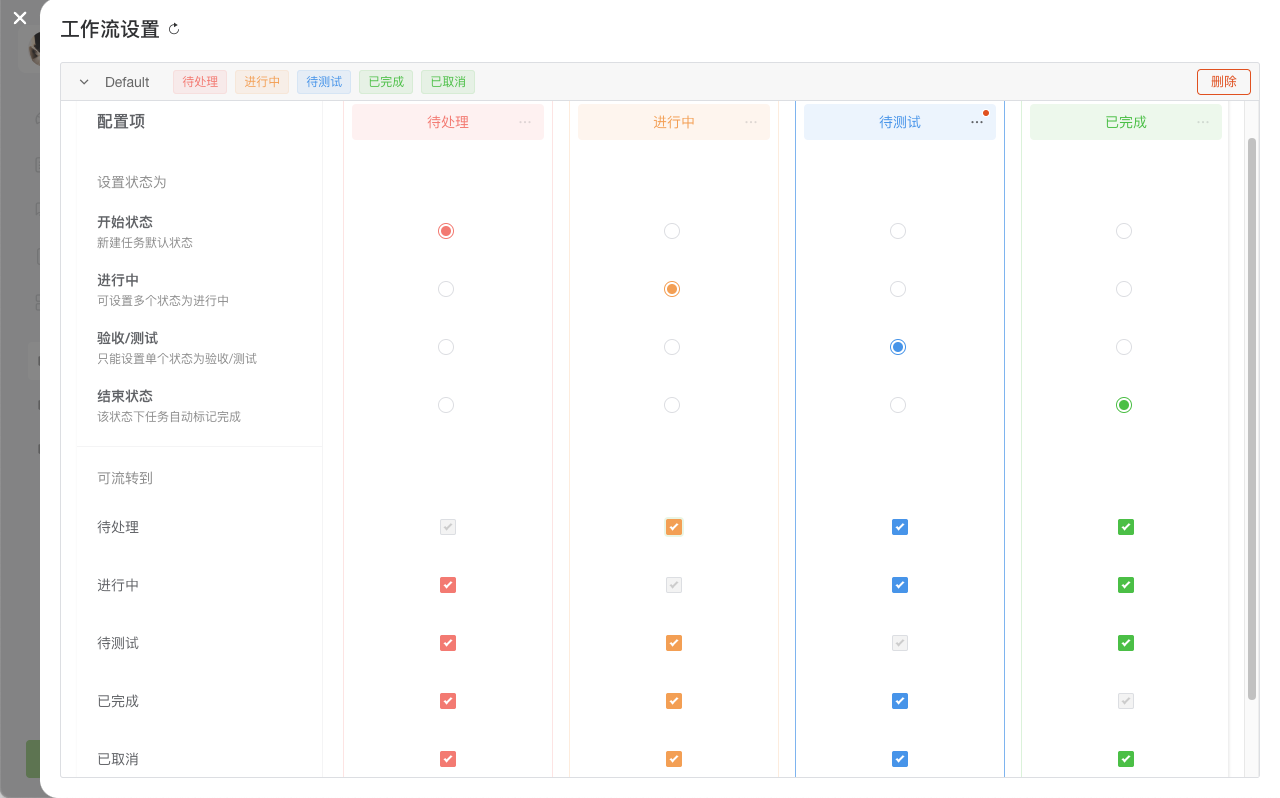 工作流设置
Default 待处理 进行中 待测试 已完成 已取消 删除
配置项 待处理 进行中 待测试 已完成
设置状态为
开始状态
新建任务默认状态
进行中
可设置多个状态为进行中
验收/测试
只能设置单个状态为验收/测试
结束状态
该状态下任务自动标记完成
可流转到
待处理
进行中
待测试
已完成
已取消